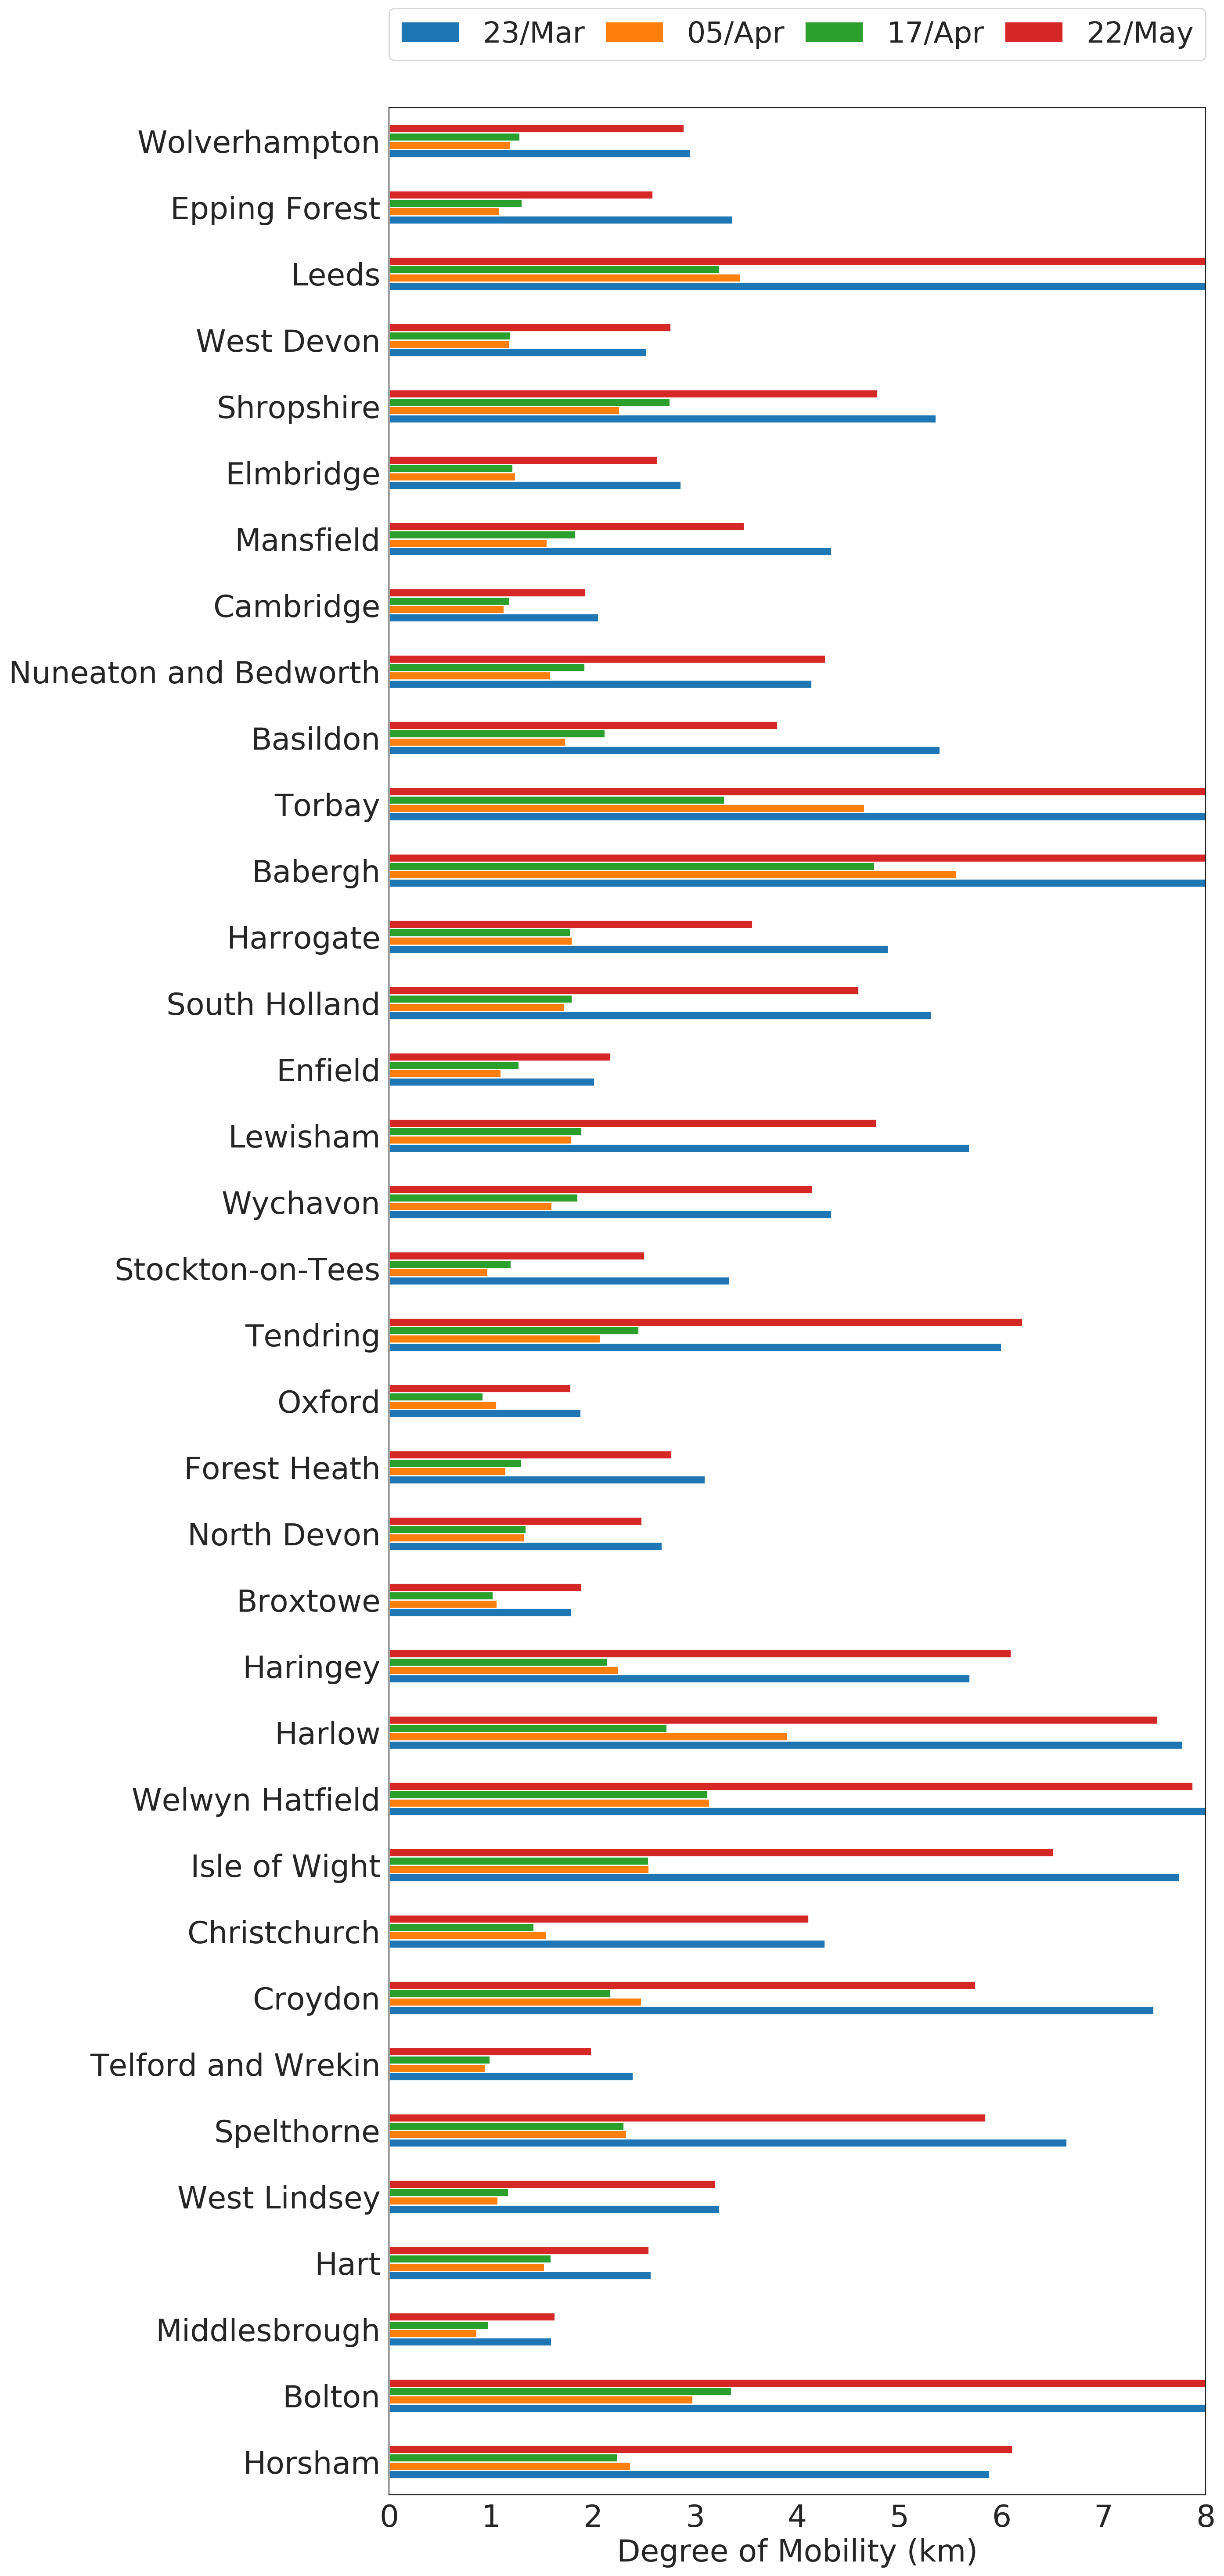 23/Mar 05/Apr 17/Apr 22/May
Wolverhampton
Epping Forest
Leeds
West Devon
Shropshire
Elmbridge
Mansfield
Cambridge
Nuneaton and Bedworth
Basildon
Torbay
Babergh
Harrogate
South Holland
Enfield
Lewisham
Wychavon
Stockton-on-Tees
Tendring
Oxford
Forest Heath
North Devon
Broxtowe
Haringey
Harlow
Welwyn Hatfield
Isle of Wight
Christchurch
Croydon
Telford and Wrekin
Spelthorne
West Lindsey
Hart
Middlesbrough
Bolton
Horsham
0 1 2 3 4 5 6 7 8
Degree of Mobility (km)